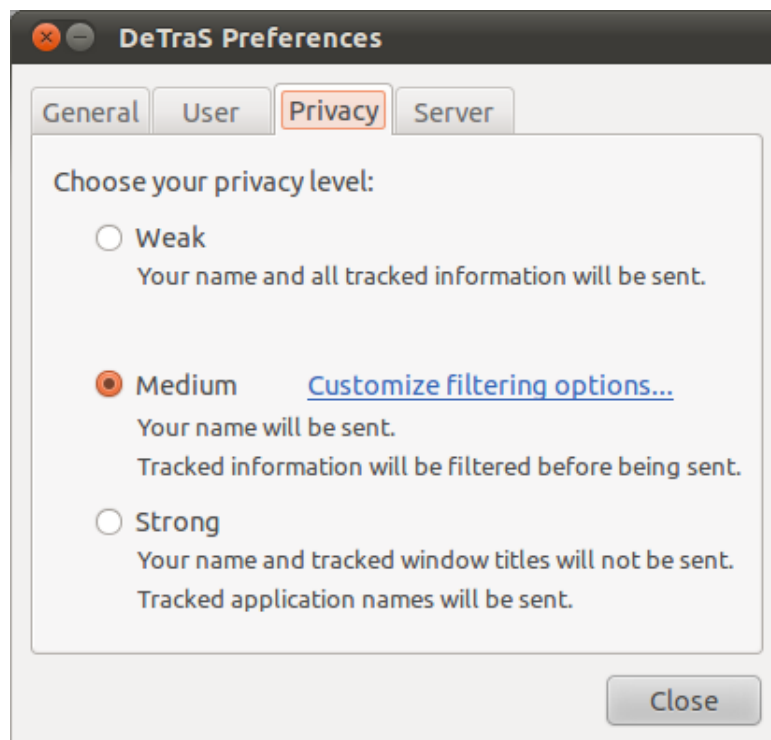 DeTraS Preferences
General User Privacy Server
Choose your privacy level:
Weak
Your name and all tracked information will be sent.
Medium Customize filtering options...
Your name will be sent.
Tracked information will be filtered before being sent.
Strong
Your name and tracked window titles will not be sent.
Tracked application names will be sent.
Close